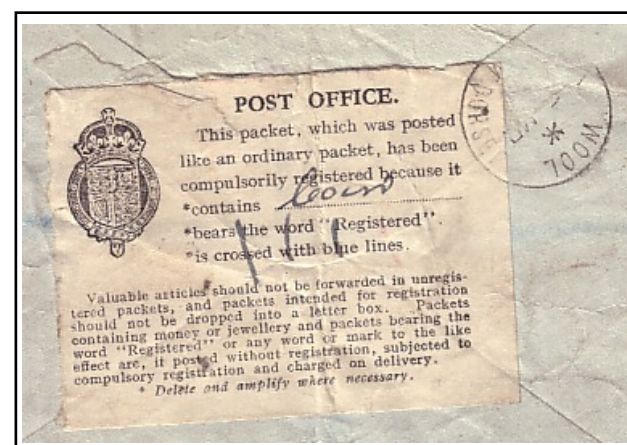 POST OFFICE.
This packet, which was posted
like an ordinary packet, has been
compulsorily registered because it
*contains Coin
*bears the word "Registered".
*is crossed with blue lines.
Valuable articles should not be forwarded in unregis-
tered packets, and packets intended for registration
should not be dropped into a letter box. Packets
containing money or jewellery and packets bearing the
word "Registered" or any word or mark to the like
effect are, if posted without registration, subjected to
compulsory registration and charged on delivery.
* Delete and amplify where necessary.
WOOL